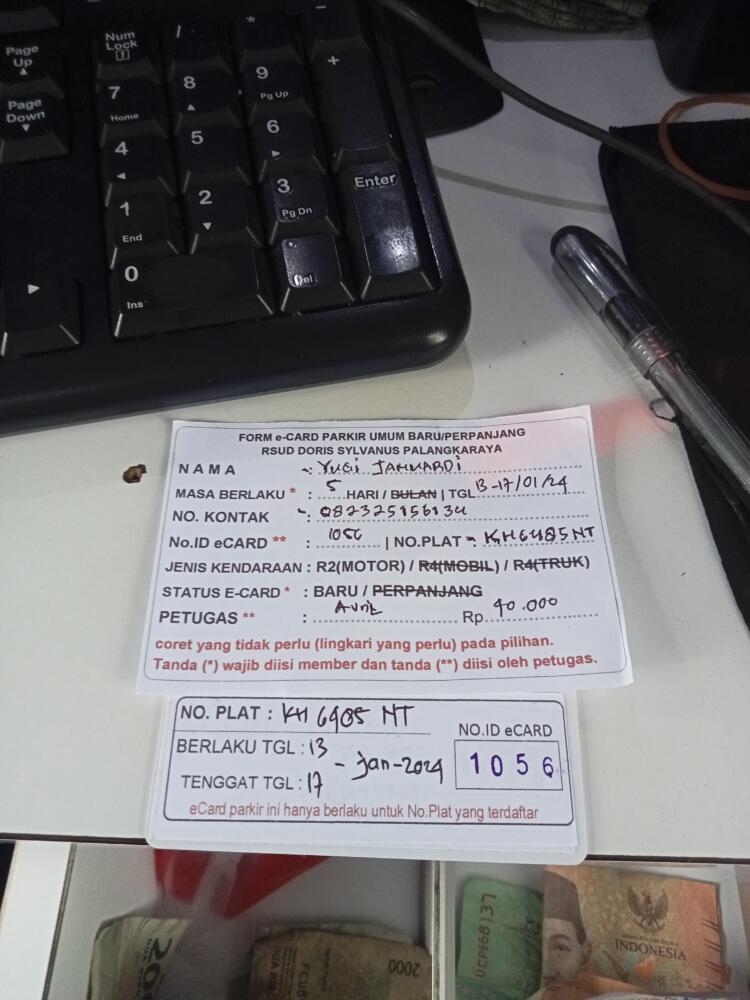 Page Up
Page Down
Num Lock
/
*
-
+
7
Home
8
9
Pg Up
4
5
6
1
End
2
3
Pg Dn
Enter
0
Ins
Del
FORM e-CARD PARKIR UMUM BARU/PERPANJANG
RSUD DORIS SYLVANUS PALANGKARAYA
NAMA : YUGI JANUARDI
MASA BERLAKU * : 5 HARI / BULAN | TGL 13-17/01/24
NO. KONTAK : 082325156134
No.ID eCARD ** : 1056 | NO.PLAT : KH6485NT
JENIS KENDARAAN : R2(MOTOR) / R4(MOBIL) / R4(TRUK)
STATUS E-CARD * : BARU / PERPANJANG
PETUGAS ** : Avril Rp 40.000
coret yang tidak perlu (lingkari yang perlu) pada pilihan.
Tanda (*) wajib diisi member dan tanda (**) diisi oleh petugas.
NO. PLAT : KH 6485 NT
NO.ID eCARD
BERLAKU TGL : 13 - Jan-2024
1056
TENGGAT TGL : 17
eCard parkir ini hanya berlaku untuk No.Plat yang terdaftar
2000
UCP668137
INDONESIA